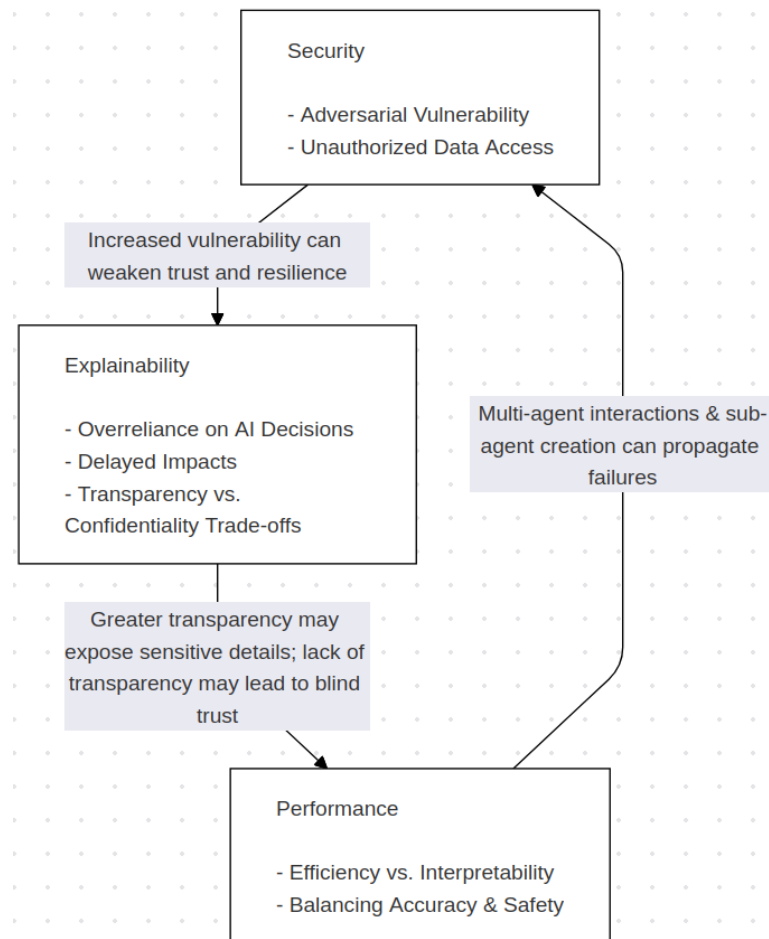 Security
- Adversarial Vulnerability
- Unauthorized Data Access
Increased vulnerability can
weaken trust and resilience
Explainability
- Overreliance on AI Decisions
- Delayed Impacts
- Transparency vs.
Confidentiality Trade-offs
Multi-agent interactions & sub-
agent creation can propagate
failures
Greater transparency may
expose sensitive details; lack of
transparency may lead to blind
trust
Performance
- Efficiency vs. Interpretability
- Balancing Accuracy & Safety